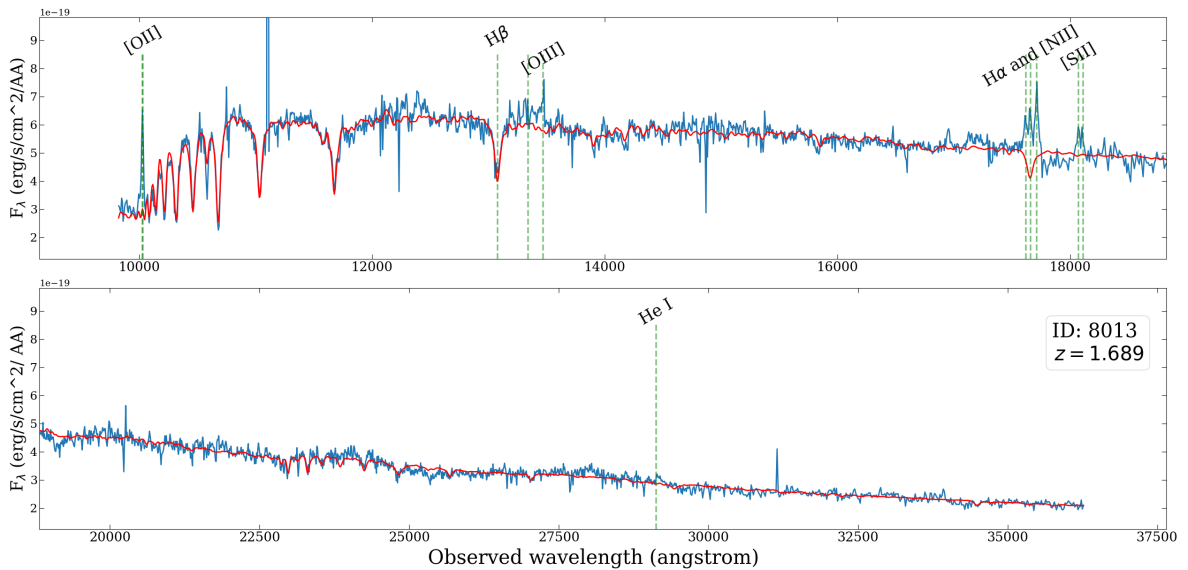 1e−19
[OII]
Hβ
[OIII]
Hα and [NII]
[SII]
9
8
7
6
5
4
3
2
F_λ (erg/s/cm^2/AA)
10000 12000 14000 16000 18000
1e−19
He I
ID: 8013
z = 1.689
9
8
7
6
5
4
3
2
F_λ (erg/s/cm^2/ AA)
20000 22500 25000 27500 30000 32500 35000 37500
Observed wavelength (angstrom)